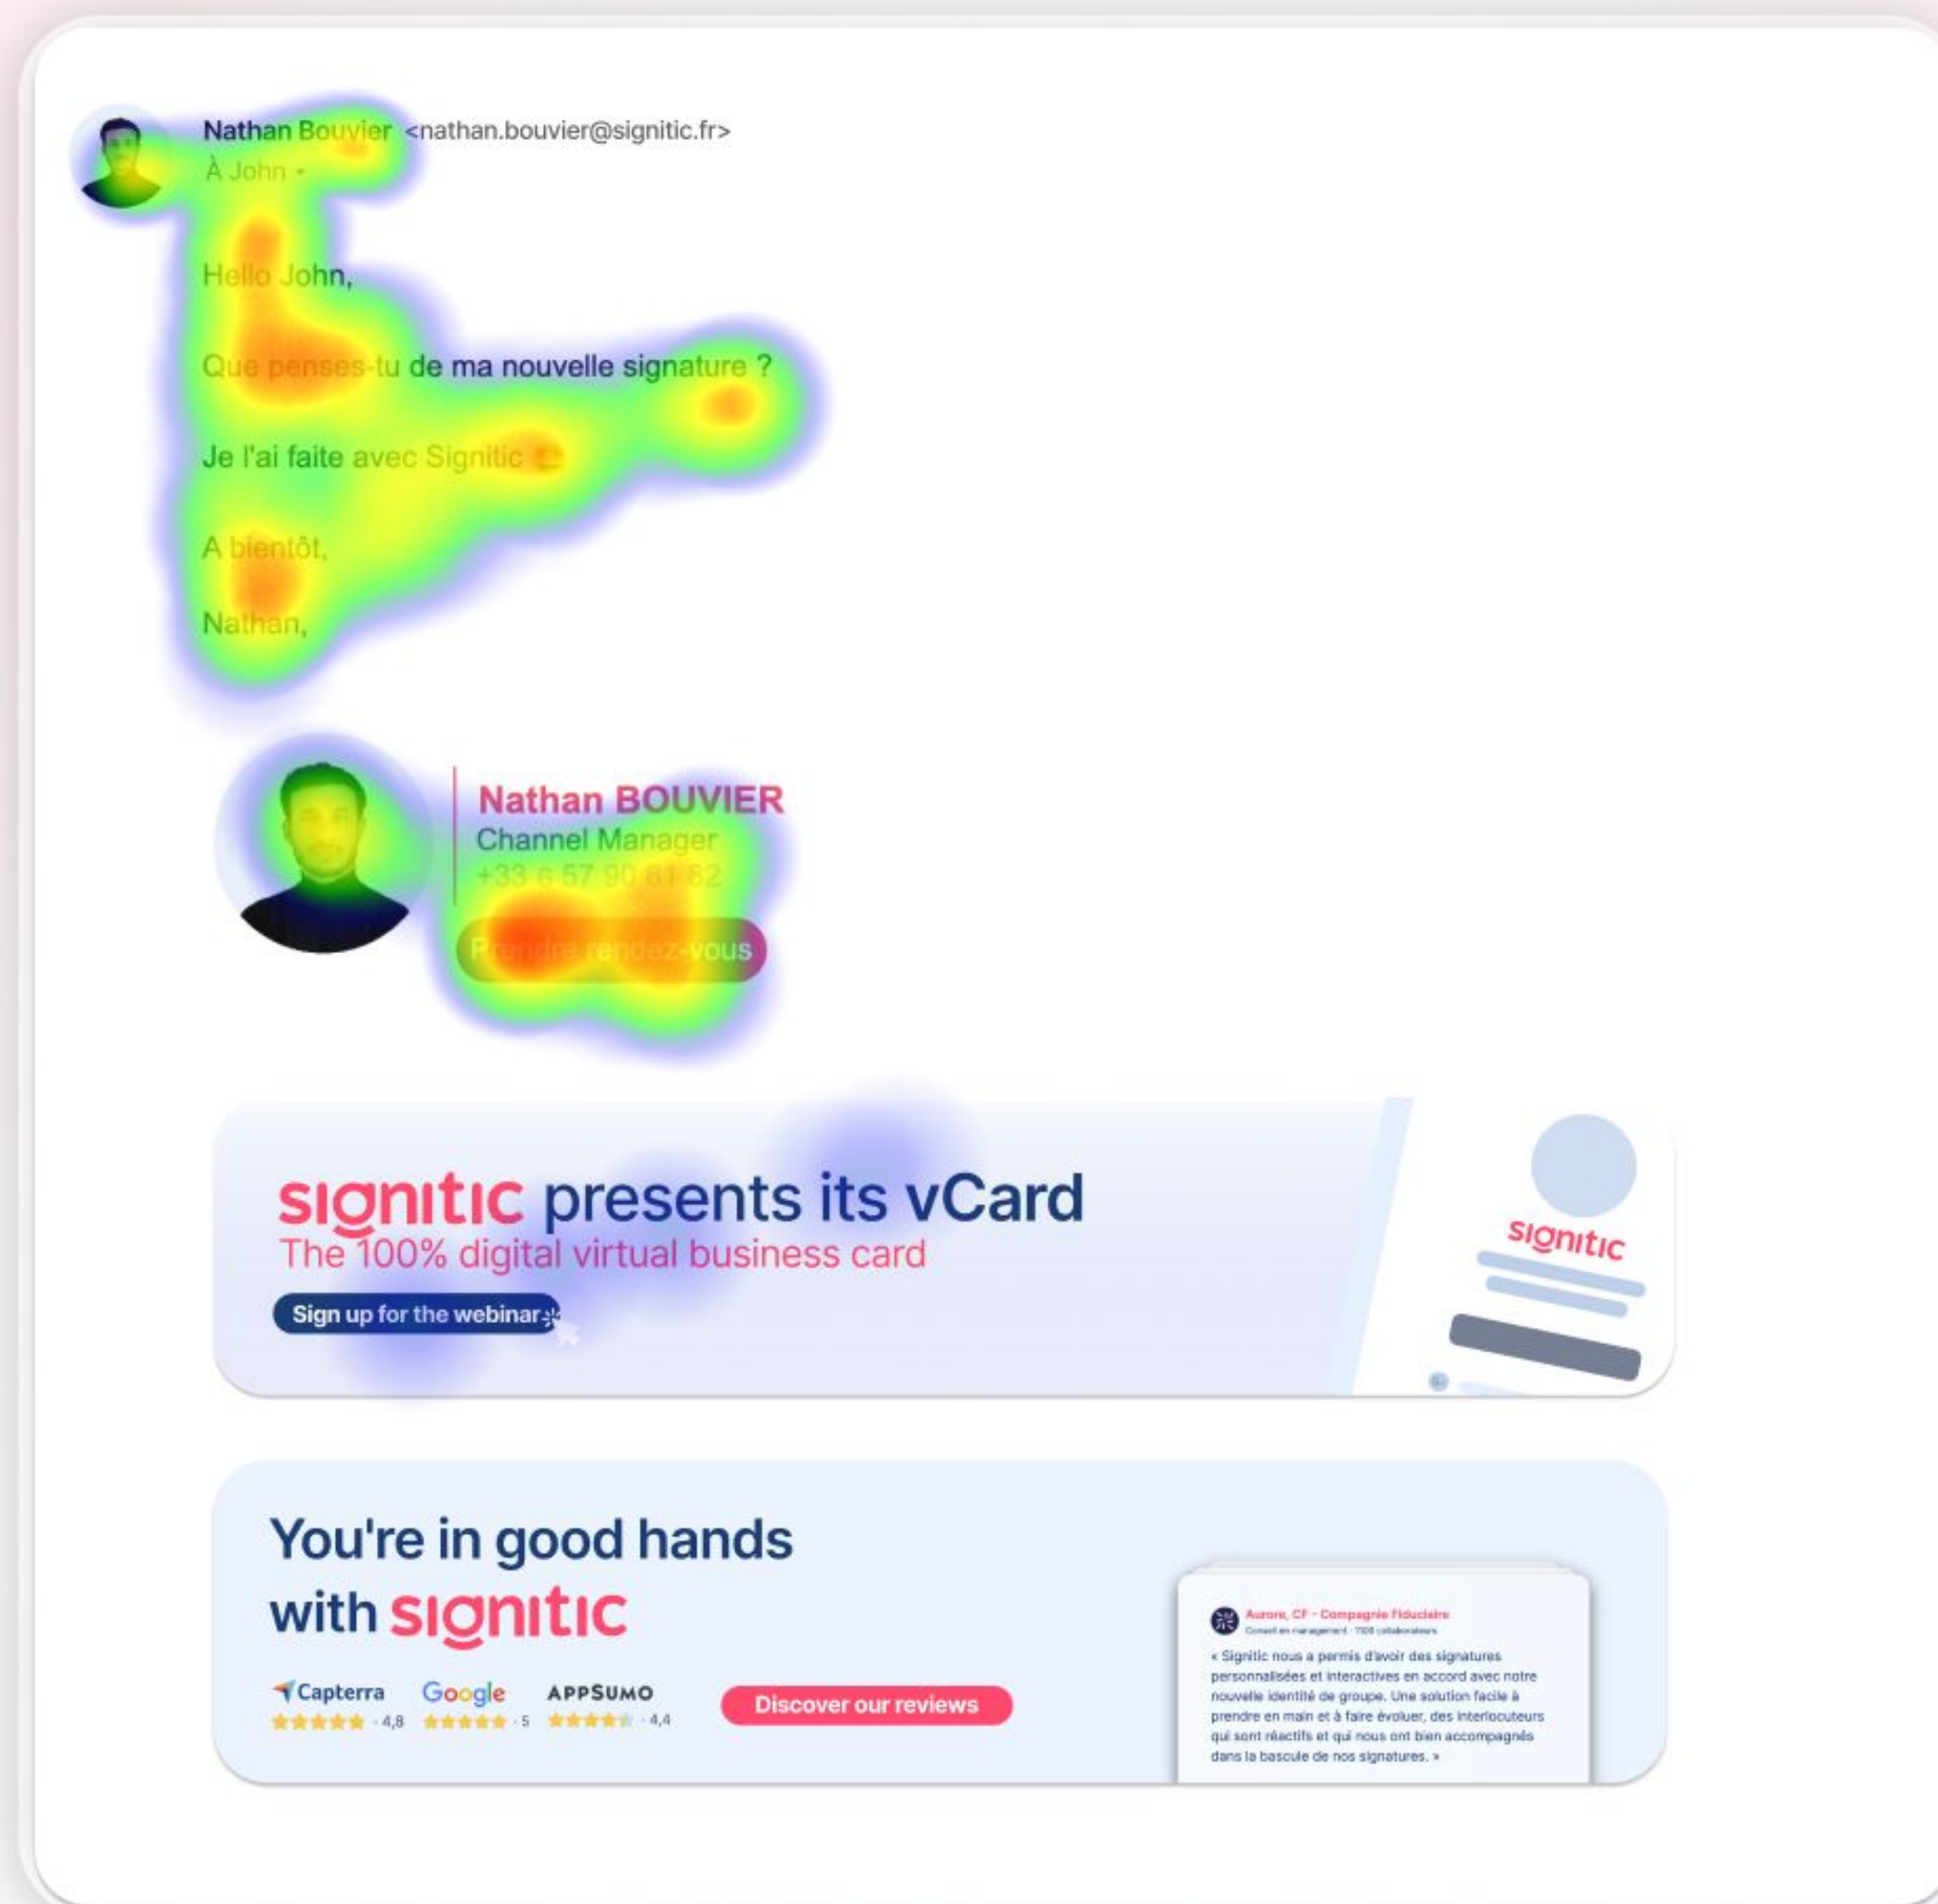 Nathan Bouvier <nathan.bouvier@signitic.fr>
À John
Hello John,
Que penses-tu de ma nouvelle signature ?
Je l'ai faite avec Signitic
A bientôt,
Nathan,
Nathan BOUVIER
Channel Manager
+33 6 57 90 81 82
Prendre rendez-vous
signitic presents its vCard
The 100% digital virtual business card
Sign up for the webinar
signitic
You're in good hands
with signitic
Capterra Google APPSUMO
4,8 5 4,4
Discover our reviews
Aurore, CF - Compagnie Fiduciaire
Conseil en management - 1100 collaborateurs
« Signitic nous a permis d'avoir des signatures
personnalisées et interactives en accord avec notre
nouvelle identité de groupe. Une solution facile à
prendre en main et à faire évoluer, des interlocuteurs
qui sont réactifs et qui nous ont bien accompagnés
dans la bascule de nos signatures. »